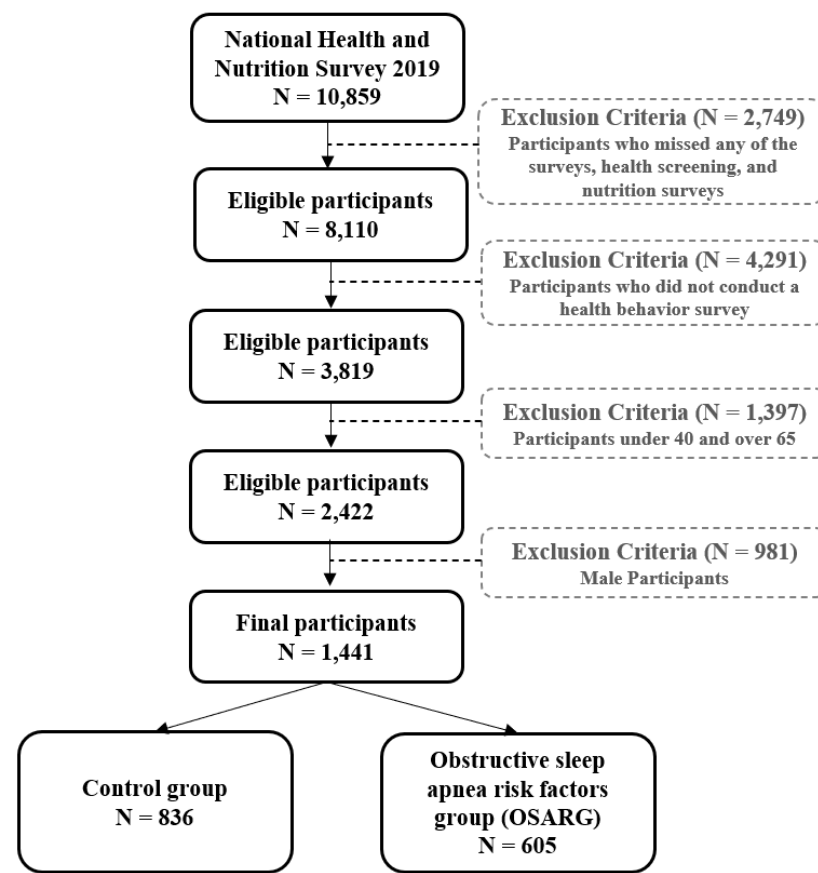 National Health and
Nutrition Survey 2019
N = 10,859
Exclusion Criteria (N = 2,749)
Participants who missed any of the
surveys, health screening, and
nutrition surveys
Eligible participants
N = 8,110
Exclusion Criteria (N = 4,291)
Participants who did not conduct a
health behavior survey
Eligible participants
N = 3,819
Exclusion Criteria (N = 1,397)
Participants under 40 and over 65
Eligible participants
N = 2,422
Exclusion Criteria (N = 981)
Male Participants
Final participants
N = 1,441
Control group
N = 836
Obstructive sleep
apnea risk factors
group (OSARG)
N = 605